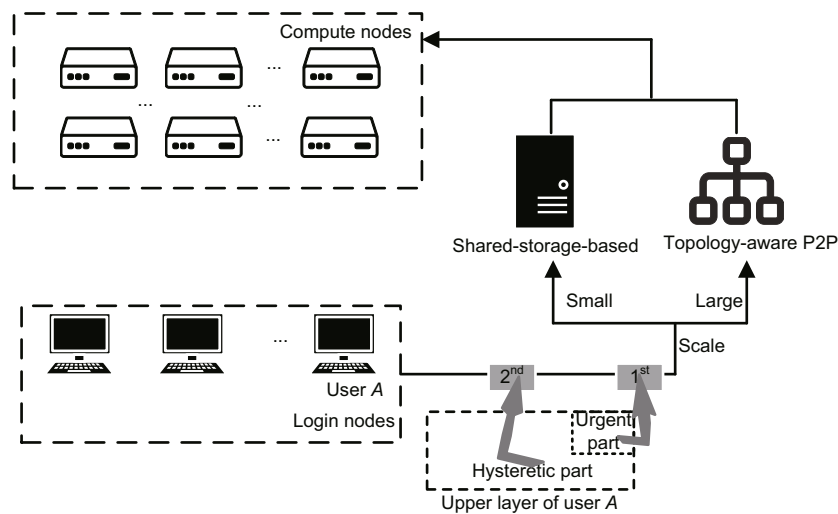 Compute nodes
...
...
...
...
Shared-storage-based
Topology-aware P2P
Small
Large
Scale
...
User A
Login nodes
2nd
1st
Urgent
part
Hysteretic part
Upper layer of user A